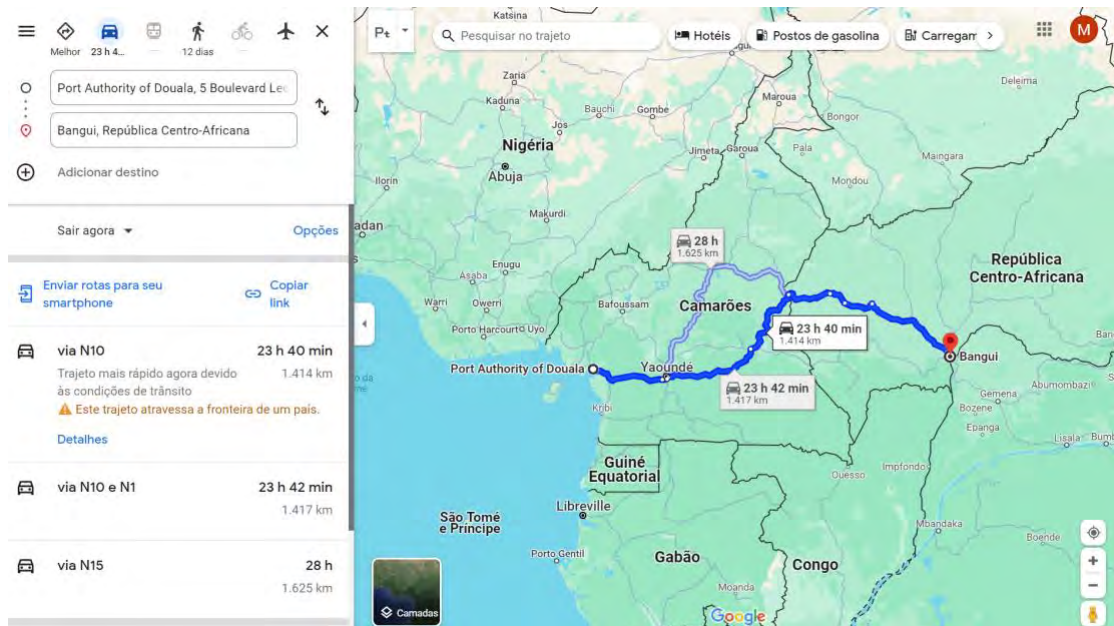 Melhor
23 h 4...
12 dias
Port Authority of Douala, 5 Boulevard Leo
Bangui, República Centro-Africana
Adicionar destino
Sair agora
Opções
Enviar rotas para seu
smartphone
Copiar
link
via N10
23 h 40 min
Trajeto mais rápido agora devido
às condições de trânsito
1.414 km
Este trajeto atravessa a fronteira de um país.
Detalhes
via N10 e N1
23 h 42 min
1.417 km
via N15
28 h
1.625 km
Pesquisar no trajeto
Hotéis
Postos de gasolina
Carregam
M
Katsina
Zaria
Kaduna
Jos
Bauchi
Gombe
Maroua
Bongor
Deleima
Nigéria
Abuja
Jimeta
Garoua
Pala
Maingara
Mondou
Ilorin
Makurdi
adan
28 h
1.625 km
República
Centro-Africana
Enugu
Asaba
Warri
Owerri
Bafoussam
Camarões
Porto Harcourt
Uyo
23 h 40 min
1.414 km
Port Authority of Douala
Yaoundé
Bangui
23 h 42 min
1.417 km
Kribi
Gemena
Abumombazi
Bozene
Epanga
Lisala
Bumb
Guiné
Equatorial
Ouesso
Impfondo
Libreville
São Tomé
e Príncipe
Mbandaka
Boende
Porto Gentil
Gabão
Congo
Moanda
Camadas
Google